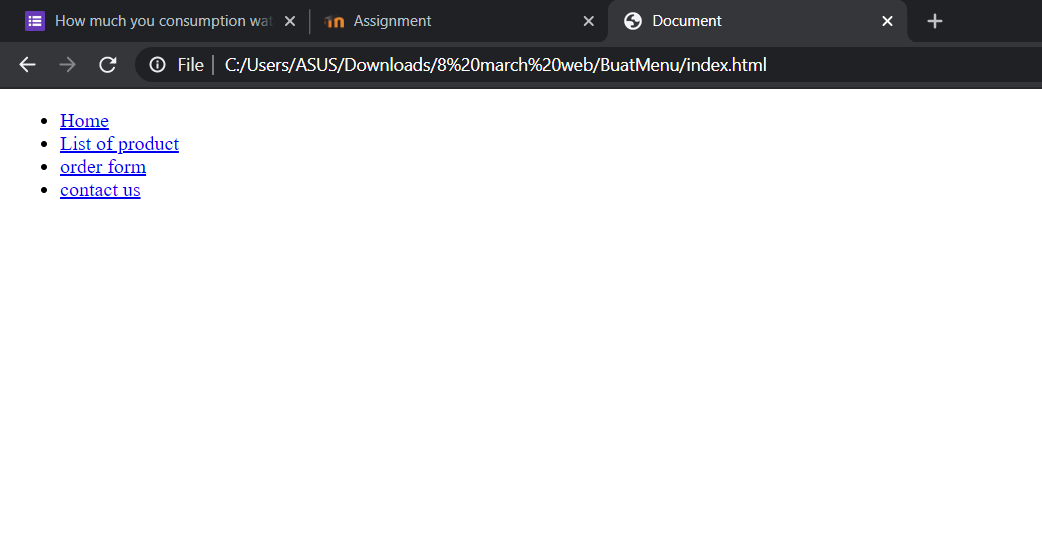 How much you consumption wat
Assignment
Document
File
C:/Users/ASUS/Downloads/8%20march%20web/BuatMenu/index.html
Home
List of product
order form
contact us